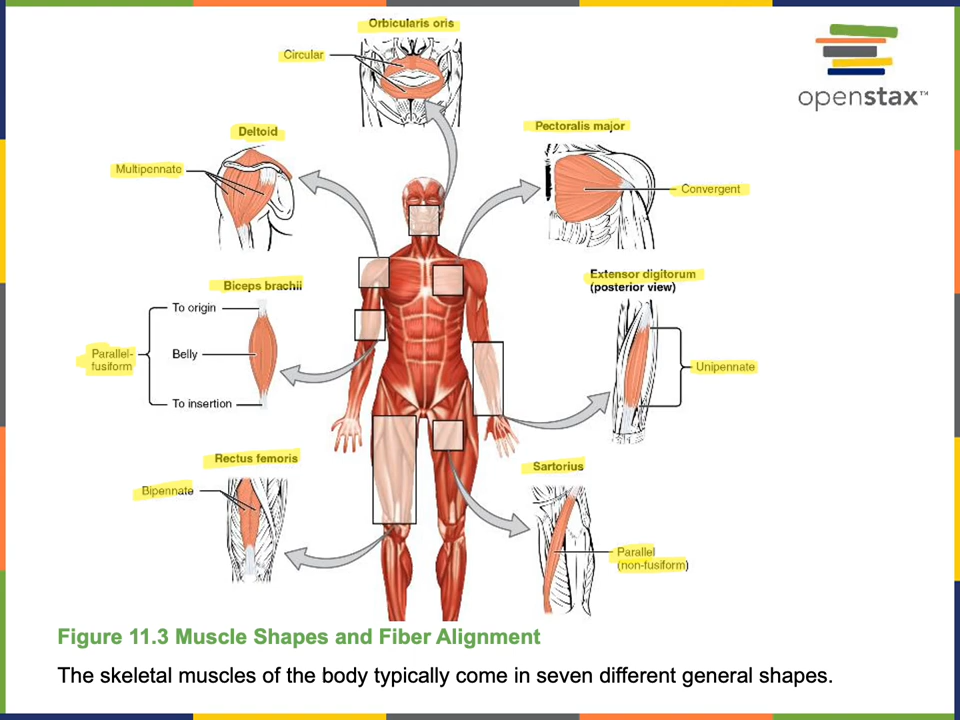 Orbicularis oris
Circular
openstax™
Deltoid
Multipennate
Pectoralis major
Convergent
Biceps brachii
To origin
Parallel-
fusiform
Belly
To insertion
Extensor digitorum
(posterior view)
Unipennate
Rectus femoris
Bipennate
Sartorius
Parallel
(non-fusiform)
Figure 11.3 Muscle Shapes and Fiber Alignment
The skeletal muscles of the body typically come in seven different general shapes.